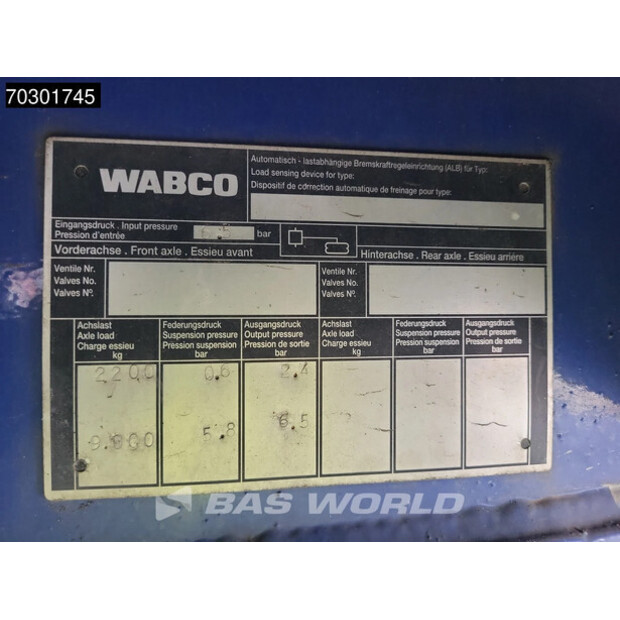 70301745
WABCO
Automatisch - lastabhängige Bremskraftregeleinrichtung (ALB) für Typ:
Load sensing device for type:
Dispositif de correction automatique de freinage pour type:
Eingangsdruck . Input pressure
Pression d'entrée
bar
Vorderachse . Front axle . Essieu avant
Hinterachse . Rear axle . Essieu arriére
Ventile Nr.
Valves No.
Valves Nº.
Ventile Nr.
Valves No.
Valves Nº.
Achslast
Axle load
Charge essieu
kg
Federungsdruck
Suspension pressure
Pression suspension
bar
Ausgangsdruck
Output pressure
Pression de sortie
bar
Achslast
Axle load
Charge essieu
kg
Federungsdruck
Suspension pressure
Pression suspension
bar
Ausgangsdruck
Output pressure
Pression de sortie
bar
2200 0.6 2.4
9.000 5.8 6.5
BAS WORLD